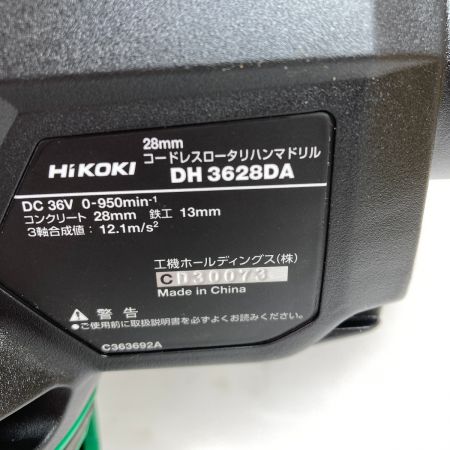 28mm
コードレスロータリハンマドリル
HiKOKI DH 3628DA
DC 36V 0-950min-1
コンクリート 28mm 鉄工 13mm
3軸合成値：12.1m/s²
工機ホールディングス(株)
CD30073
Made in China
警告
●ご使用前に取扱説明書を必ずよくお読みください。
C363692A